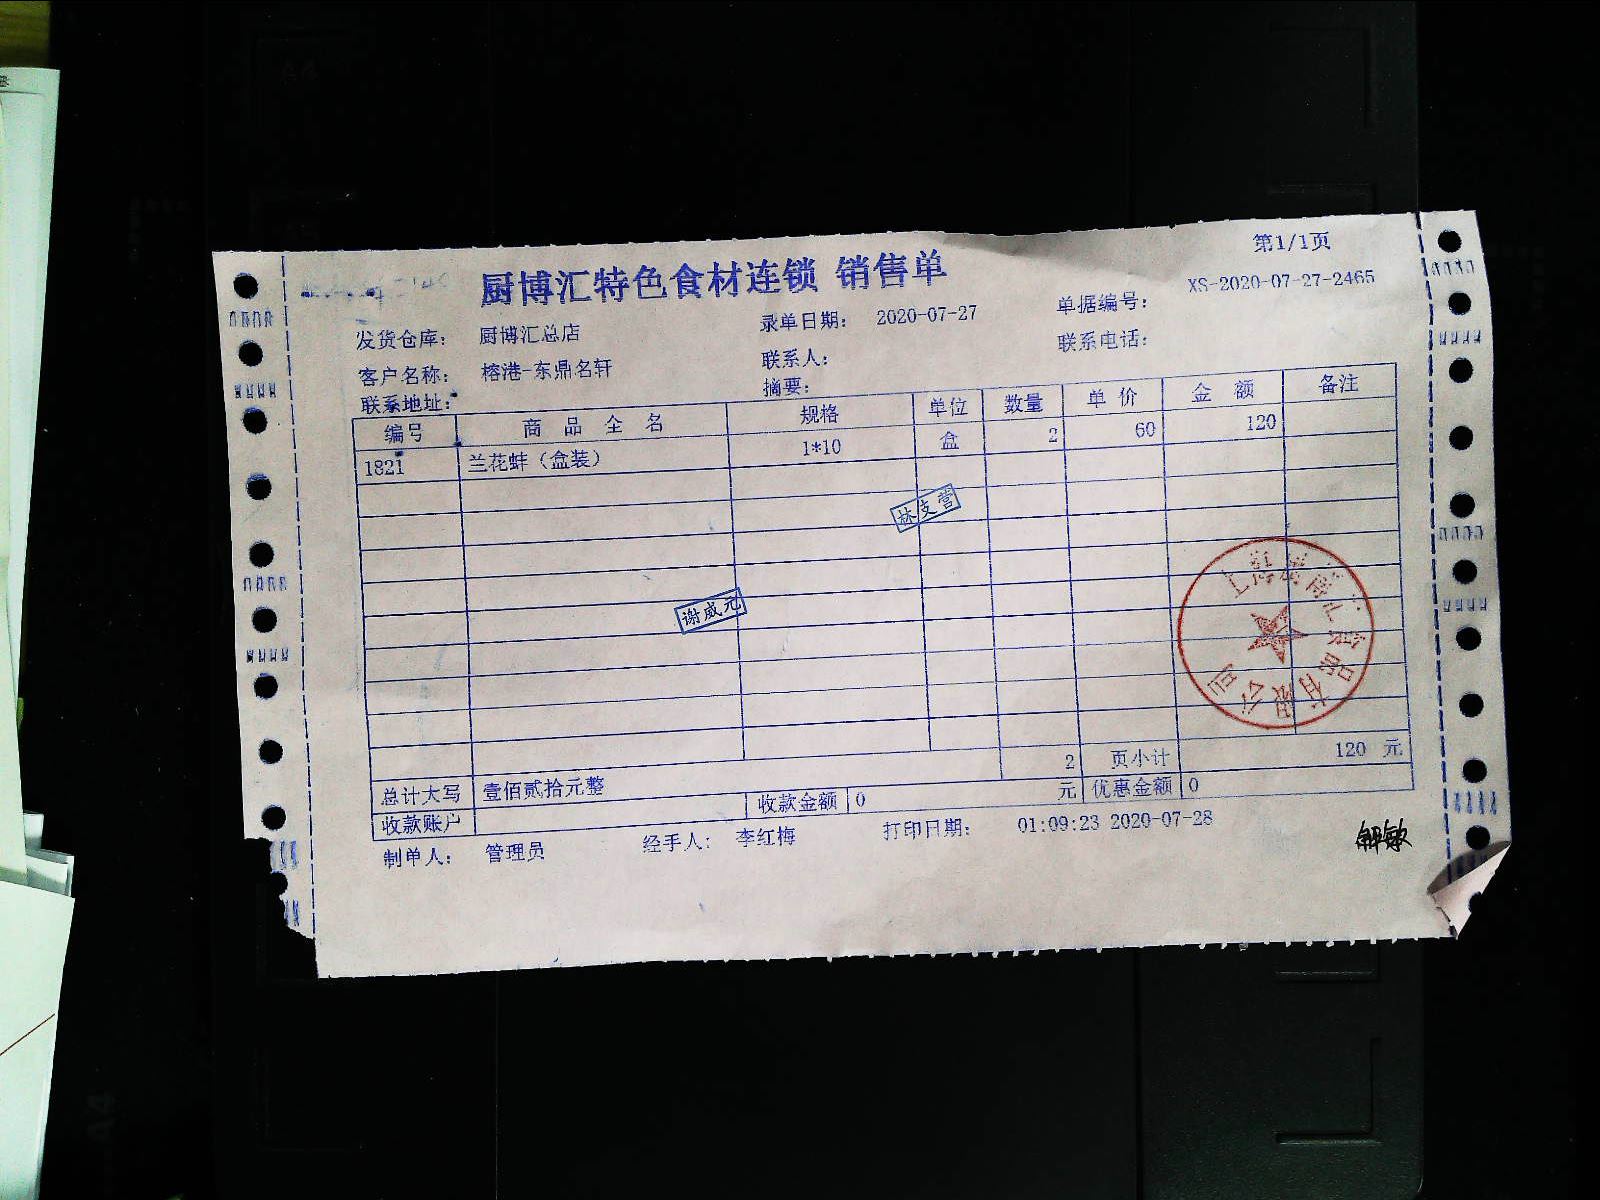 第1/1页
厨博汇特色食材连锁 销售单
发货仓库： 厨博汇总店 录单日期： 2020-07-27 单据编号： XS-2020-07-27-2465
客户名称： 榕港-东鼎名轩 联系人： 联系电话：
联系地址： 摘要：
编号 商品全名 规格 单位 数量 单价 金额 备注
1821 兰花蚌（盒装） 1*10 盒 2 60 120
林支营
谢威元
2 页小计 120 元
总计大写 壹佰贰拾元整
收款账户 收款金额 0 元 优惠金额 0
制单人： 管理员 经手人： 李红梅 打印日期： 01:09:23 2020-07-28
解敏
A4